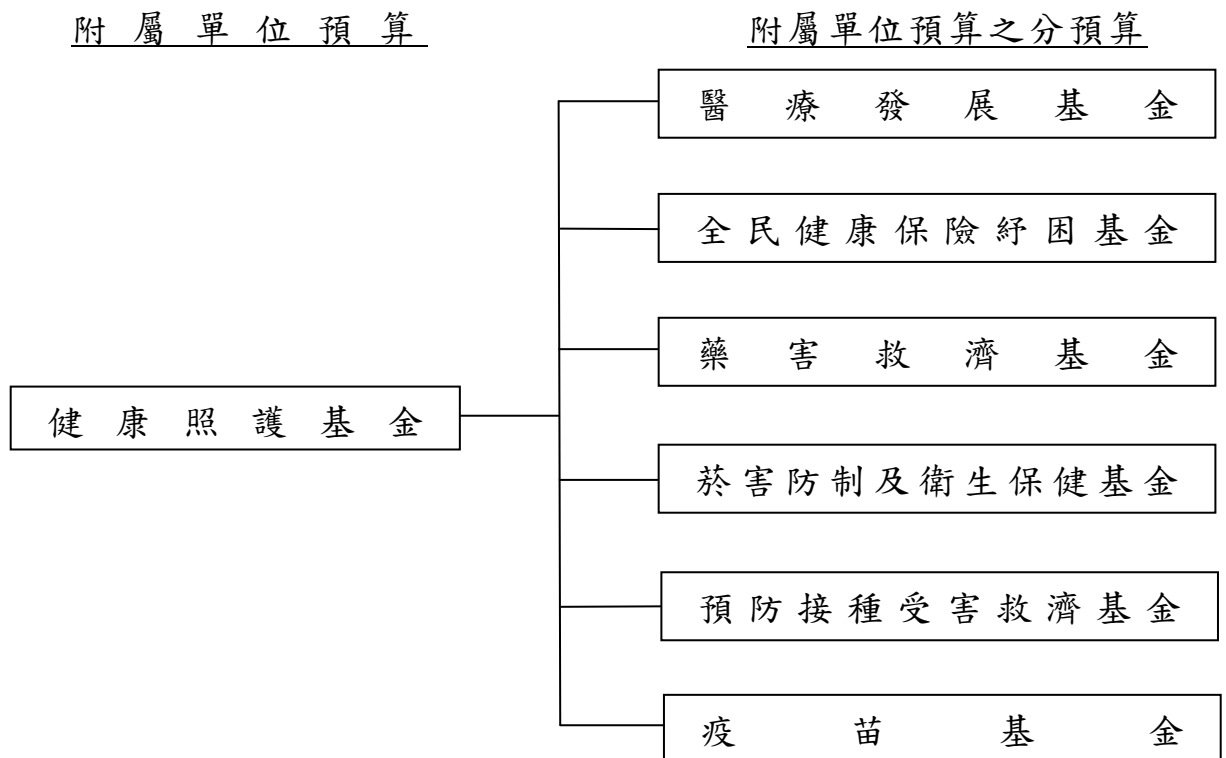 附屬單位預算
附屬單位預算之分預算
醫療發展基金
全民健康保險紓困基金
藥害救濟基金
健康照護基金
菸害防制及衛生保健基金
預防接種受害救濟基金
疫苗基金